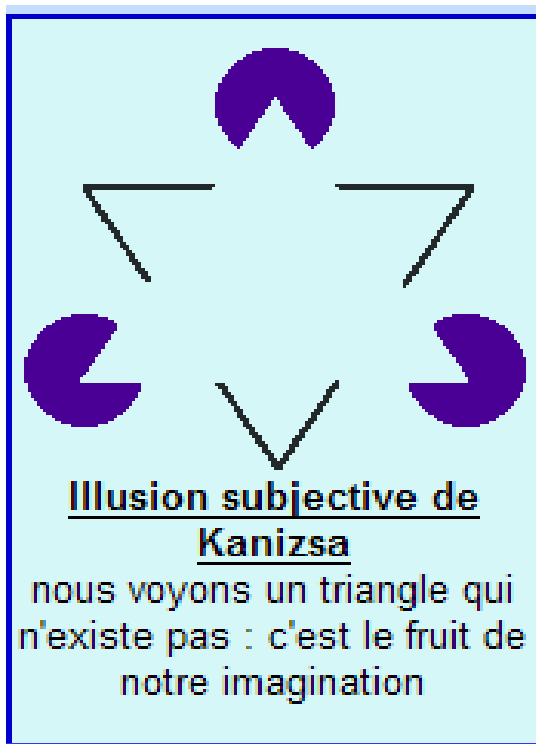 Illusion subjective de
Kanizsa
nous voyons un triangle qui
n'existe pas : c'est le fruit de
notre imagination